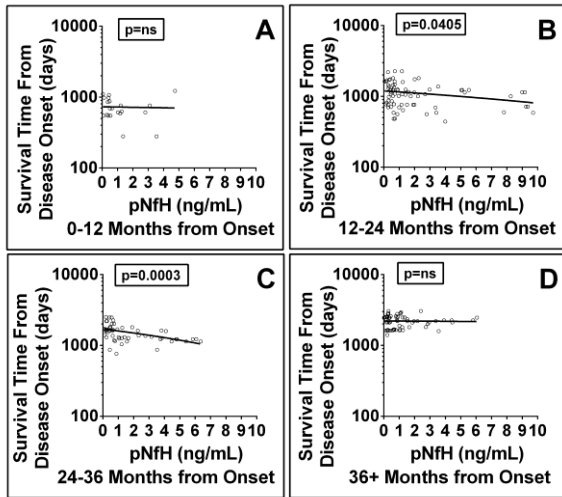 p=ns
A
Survival Time From
Disease Onset (days)
10000
1000
100
0 1 2 3 4 5 6 7 8 9 10
pNfH (ng/mL)
0-12 Months from Onset
p=0.0405
B
Survival Time From
Disease Onset (days)
10000
1000
100
0 1 2 3 4 5 6 7 8 9 10
pNfH (ng/mL)
12-24 Months from Onset
p=0.0003
C
Survival Time From
Disease Onset (days)
10000
1000
100
0 1 2 3 4 5 6 7 8 9 10
pNfH (ng/mL)
24-36 Months from Onset
p=ns
D
Survival Time From
Disease Onset (days)
10000
1000
100
0 1 2 3 4 5 6 7 8 9 10
pNfH (ng/mL)
36+ Months from Onset